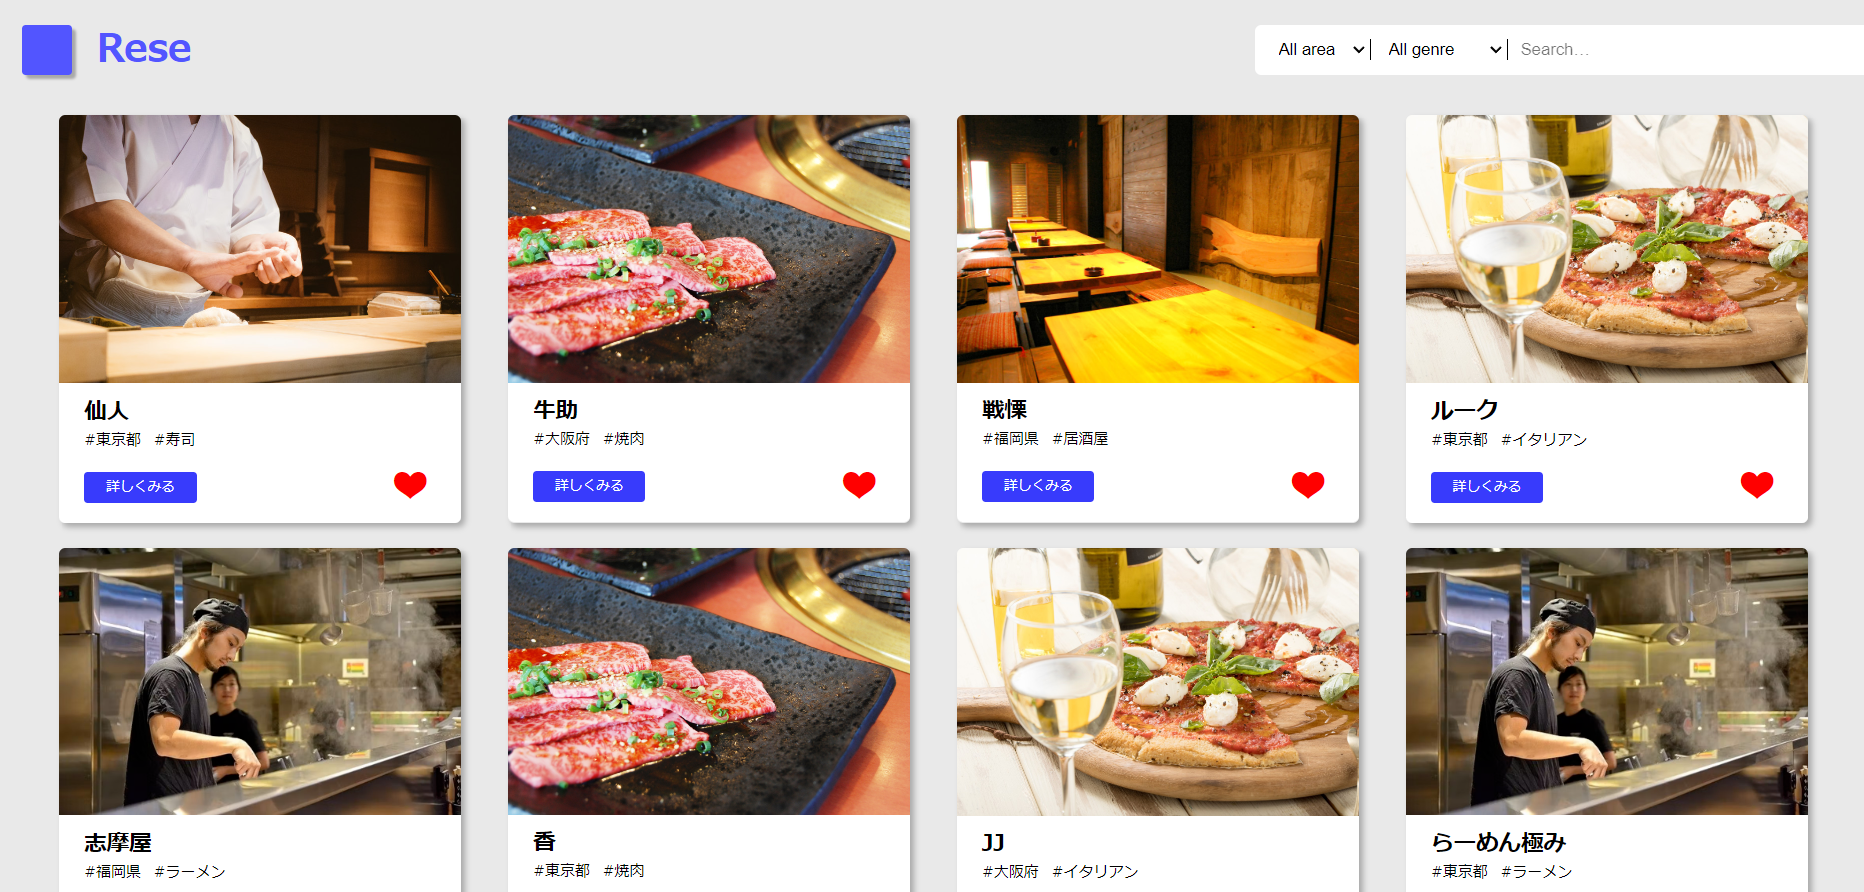 Rese
All area
All genre
Search...
仙人
#東京都 #寿司
詳しくみる
牛助
#大阪府 #焼肉
詳しくみる
戦慄
#福岡県 #居酒屋
詳しくみる
ルーク
#東京都 #イタリアン
詳しくみる
志摩屋
#福岡県 #ラーメン
香
#東京都 #焼肉
JJ
#大阪府 #イタリアン
らーめん極み
#東京都 #ラーメン